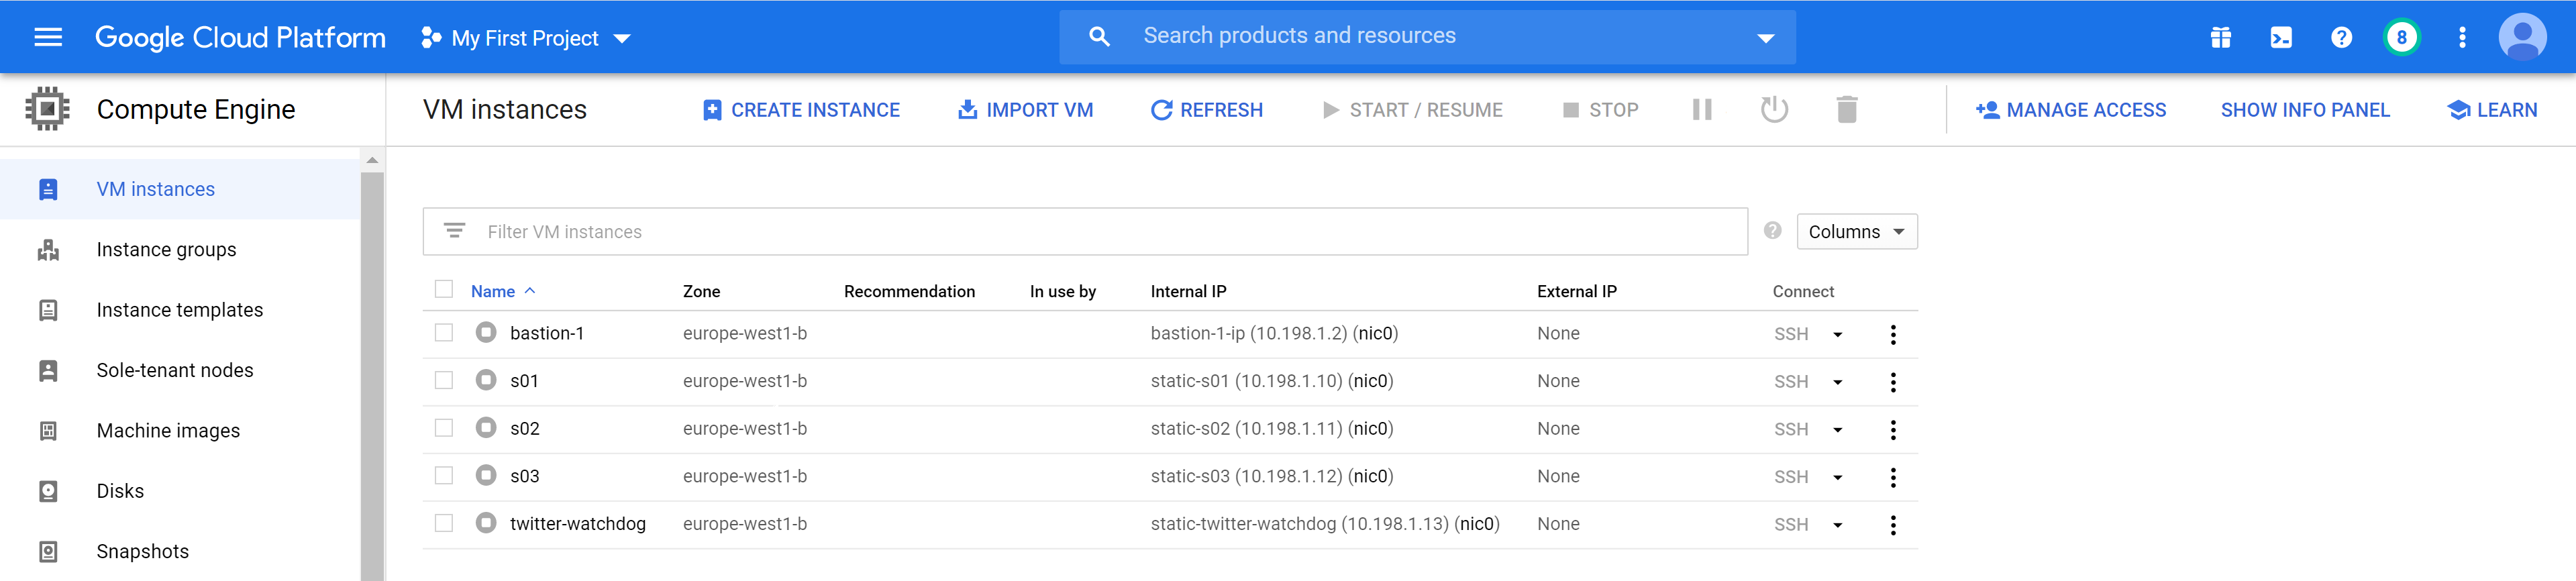 Google Cloud Platform My First Project Search products and resources 8
Compute Engine VM instances CREATE INSTANCE IMPORT VM REFRESH START / RESUME STOP MANAGE ACCESS SHOW INFO PANEL LEARN
VM instances
Instance groups
Instance templates
Sole-tenant nodes
Machine images
Disks
Snapshots
Filter VM instances Columns
Name Zone Recommendation In use by Internal IP External IP Connect
bastion-1 europe-west1-b bastion-1-ip (10.198.1.2) (nic0) None SSH
s01 europe-west1-b static-s01 (10.198.1.10) (nic0) None SSH
s02 europe-west1-b static-s02 (10.198.1.11) (nic0) None SSH
s03 europe-west1-b static-s03 (10.198.1.12) (nic0) None SSH
twitter-watchdog europe-west1-b static-twitter-watchdog (10.198.1.13) (nic0) None SSH